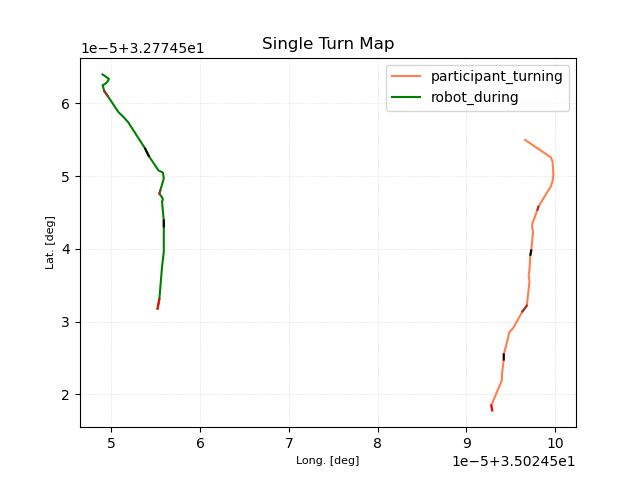 Single Turn Map
1e-5+3.27745e1
participant_turning
robot_during
6
5
4
3
2
Lat. [deg]
5 6 7 8 9 10
Long. [deg]
1e-5+3.50245e1